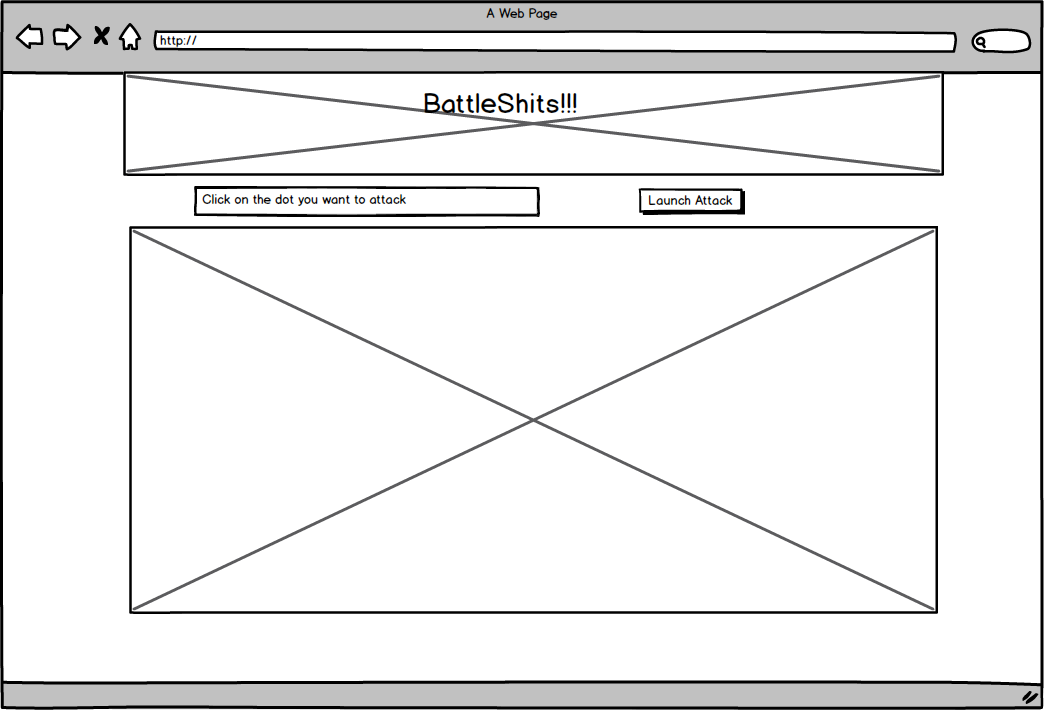 A Web Page
http://
BattleShits!!!
Click on the dot you want to attack
Launch Attack